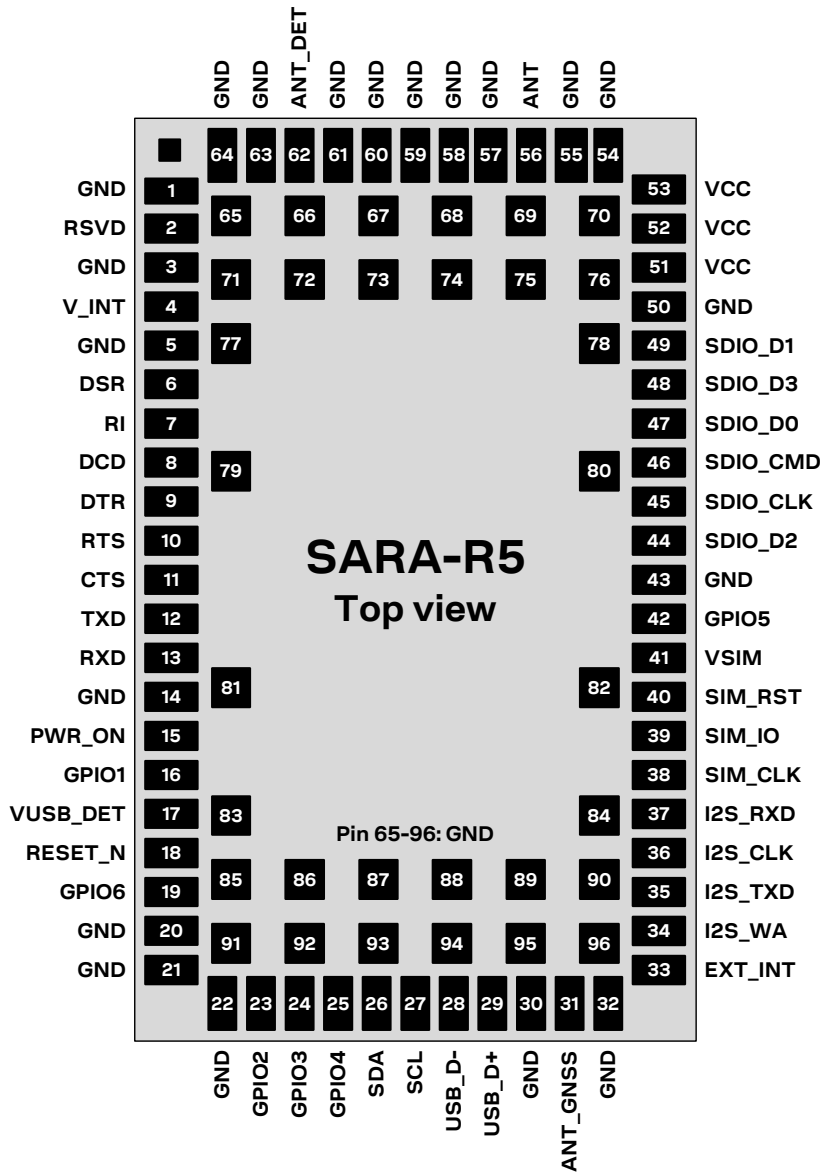 GND GND ANT_DET GND GND GND GND GND ANT GND GND
64 63 62 61 60 59 58 57 56 55 54
GND 1 53 VCC
65 66 67 68 69 70
RSVD 2 52 VCC
GND 3 51 VCC
71 72 73 74 75 76
V_INT 4 50 GND
GND 5 77 78 49 SDIO_D1
DSR 6 48 SDIO_D3
RI 7 47 SDIO_D0
DCD 8 79 80 46 SDIO_CMD
DTR 9 45 SDIO_CLK
RTS 10 44 SDIO_D2
SARA-R5
CTS 11 43 GND
Top view
TXD 12 42 GPIO5
RXD 13 41 VSIM
GND 14 81 82 40 SIM_RST
PWR_ON 15 39 SIM_IO
GPIO1 16 38 SIM_CLK
VUSB_DET 17 83 84 37 I2S_RXD
Pin 65-96: GND
RESET_N 18 36 I2S_CLK
85 86 87 88 89 90
GPIO6 19 35 I2S_TXD
GND 20 34 I2S_WA
91 92 93 94 95 96
GND 21 33 EXT_INT
22 23 24 25 26 27 28 29 30 31 32
GND GPIO2 GPIO3 GPIO4 SDA SCL USB_D- USB_D+ GND ANT_GNSS GND